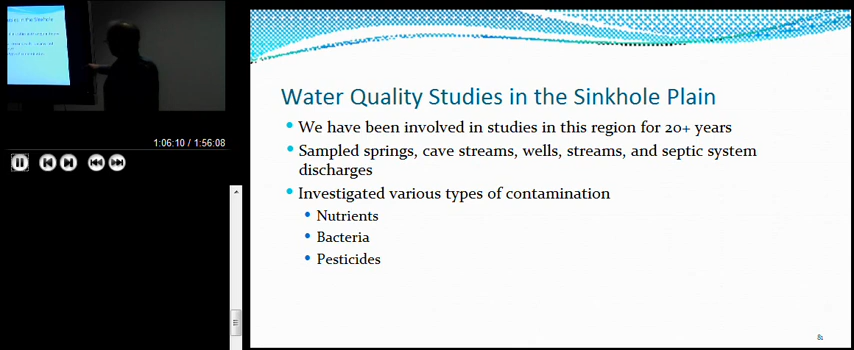 1:06:10 / 1:56:08
Water Quality Studies in the Sinkhole Plain
• We have been involved in studies in this region for 20+ years
• Sampled springs, cave streams, wells, streams, and septic system
discharges
• Investigated various types of contamination
• Nutrients
• Bacteria
• Pesticides